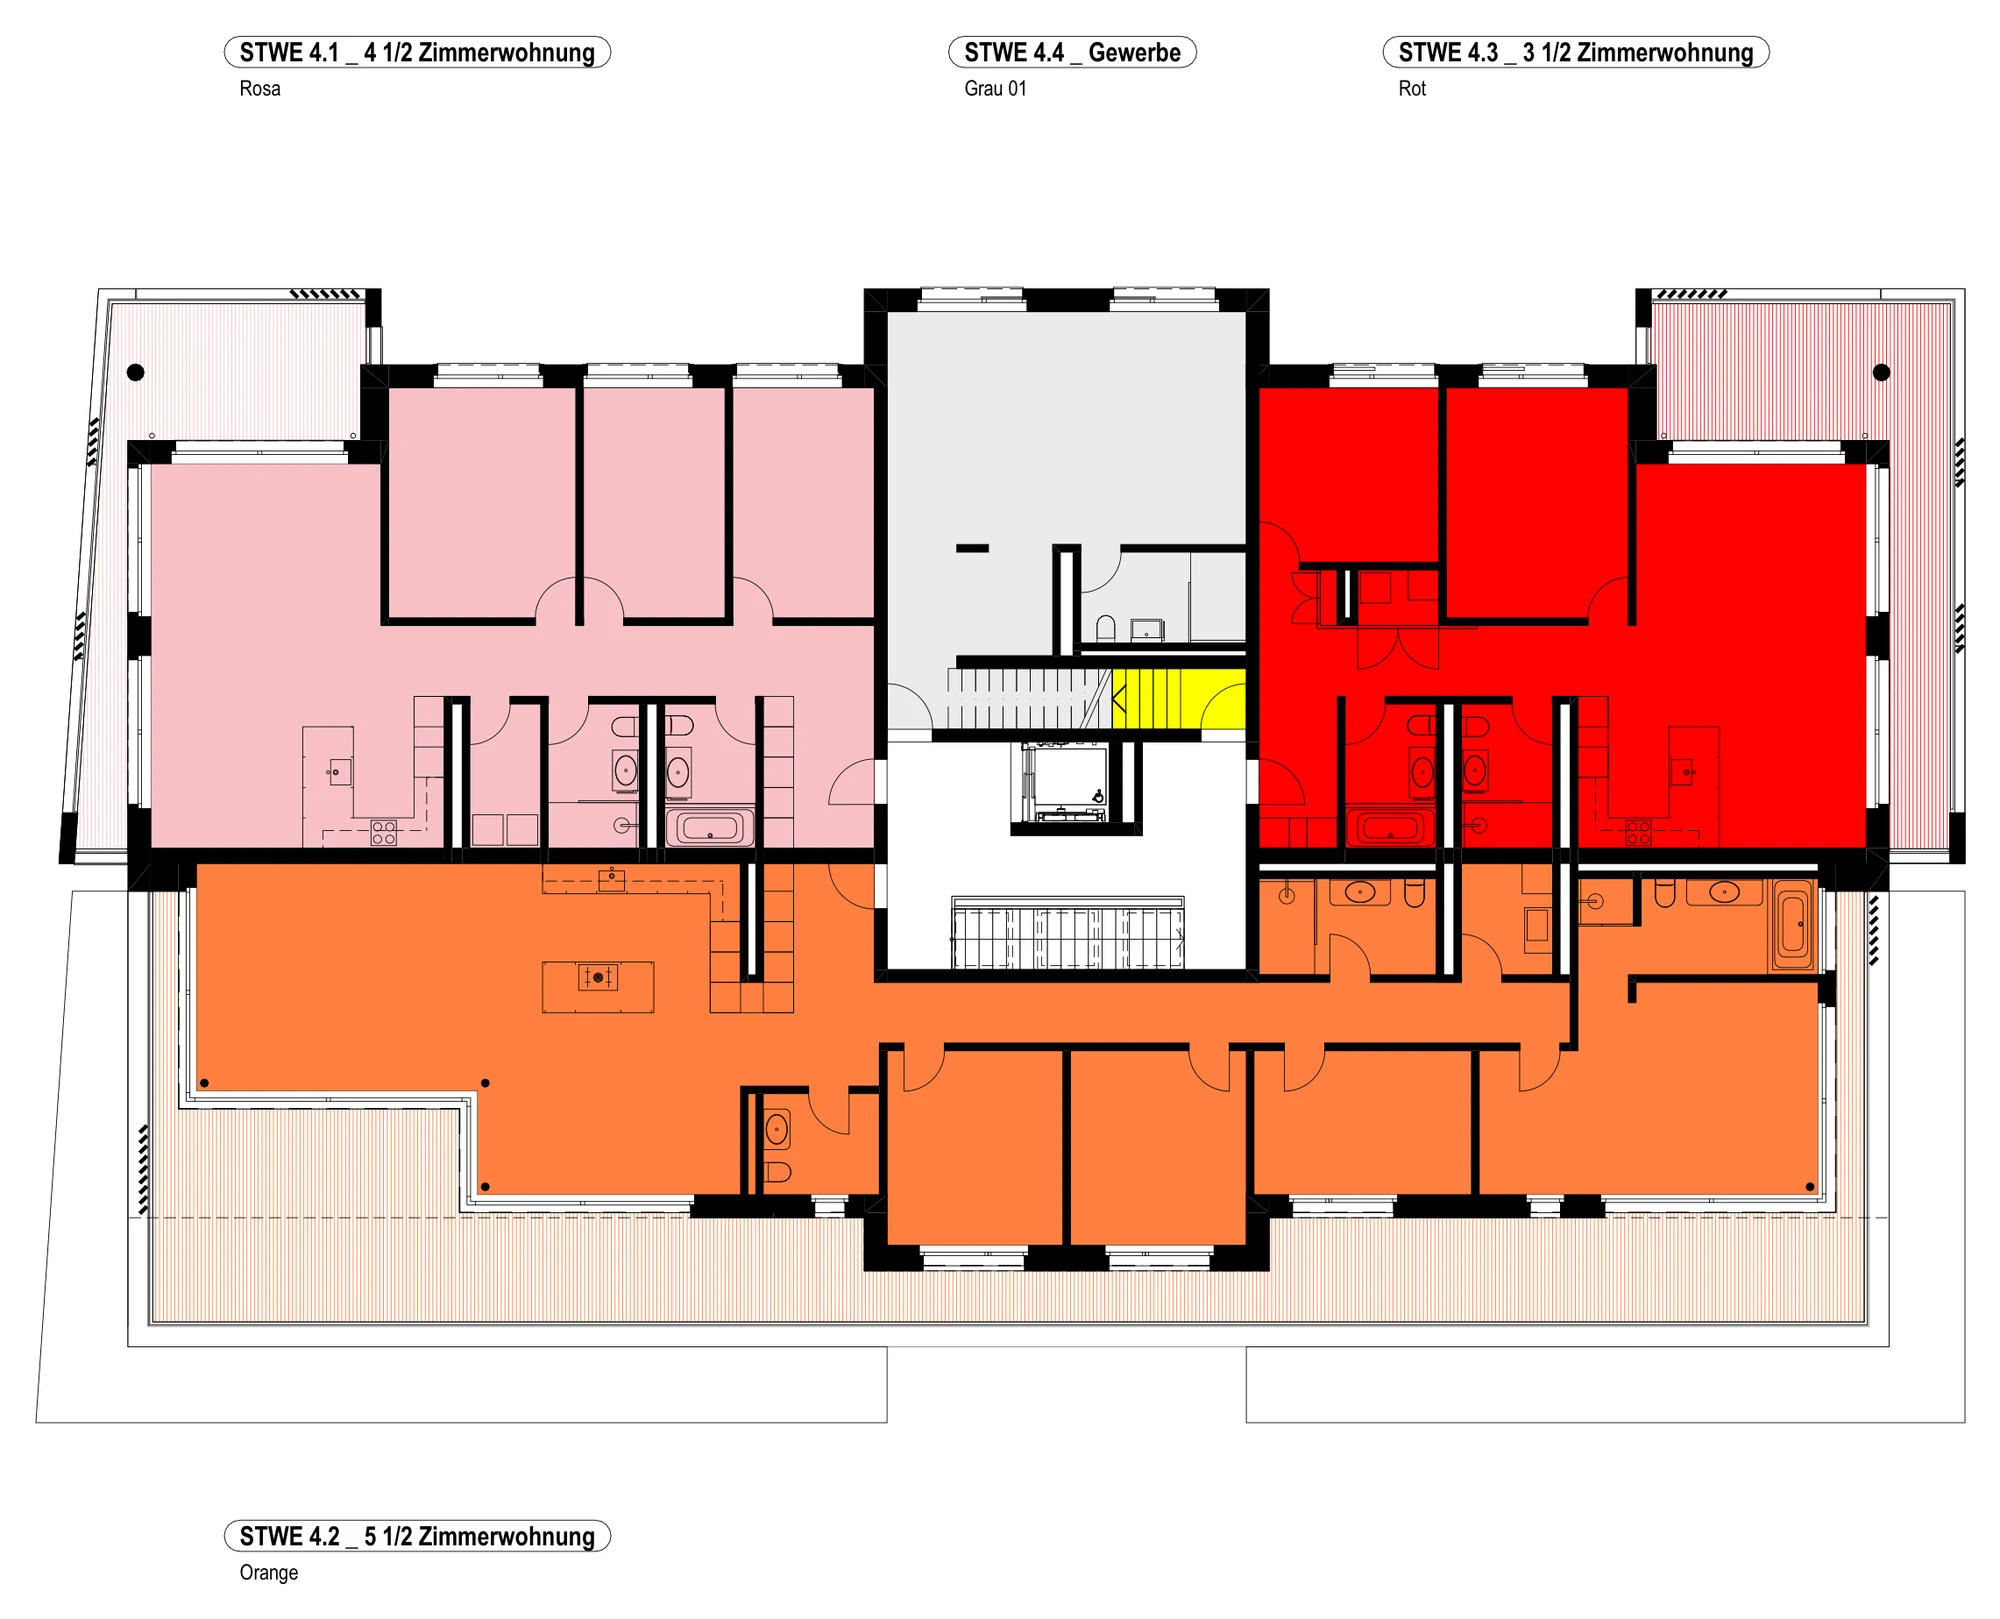 STWE 4.1 _ 4 1/2 Zimmerwohnung
Rosa
STWE 4.4 _ Gewerbe
Grau 01
STWE 4.3 _ 3 1/2 Zimmerwohnung
Rot
STWE 4.2 _ 5 1/2 Zimmerwohnung
Orange